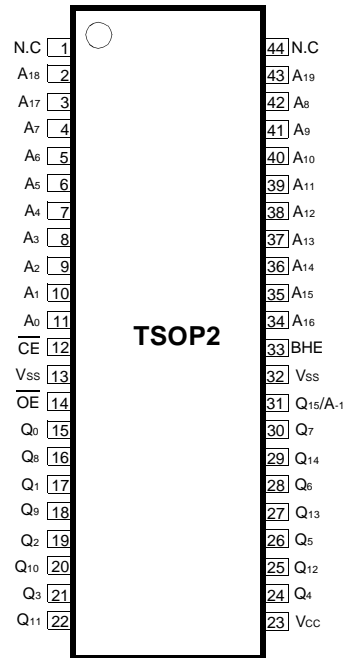 N.C 1 44 N.C
A18 2 43 A19
A17 3 42 A8
A7 4 41 A9
A6 5 40 A10
A5 6 39 A11
A4 7 38 A12
A3 8 37 A13
A2 9 36 A14
A1 10 35 A15
A0 11 34 A16
TSOP2
C̅E̅ 12 33 BHE
VSS 13 32 VSS
O̅E̅ 14 31 Q15/A-1
Q0 15 30 Q7
Q8 16 29 Q14
Q1 17 28 Q6
Q9 18 27 Q13
Q2 19 26 Q5
Q10 20 25 Q12
Q3 21 24 Q4
Q11 22 23 VCC